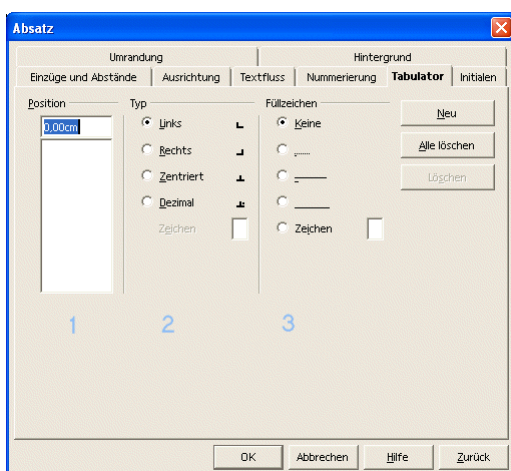 Absatz
Umrandung Hintergrund
Einzüge und Abstände Ausrichtung Textfluss Nummerierung Tabulator Initialen
Position Typ Füllzeichen
0,00cm Links Keine Neu
Rechts ...... Alle löschen
Zentriert Löschen
Dezimal
Zeichen Zeichen
1 2 3
OK Abbrechen Hilfe Zurück